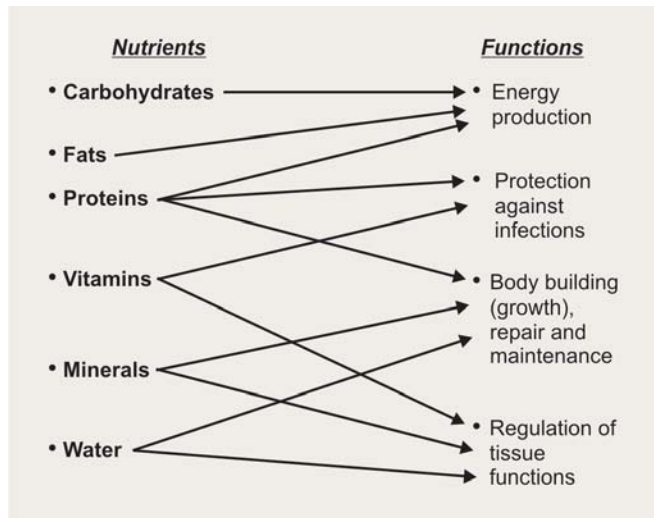 Nutrients
Functions
• Carbohydrates
• Energy
production
• Fats
• Proteins
• Protection
against
infections
• Vitamins
• Body building
(growth),
repair and
maintenance
• Minerals
• Regulation of
tissue
functions
• Water